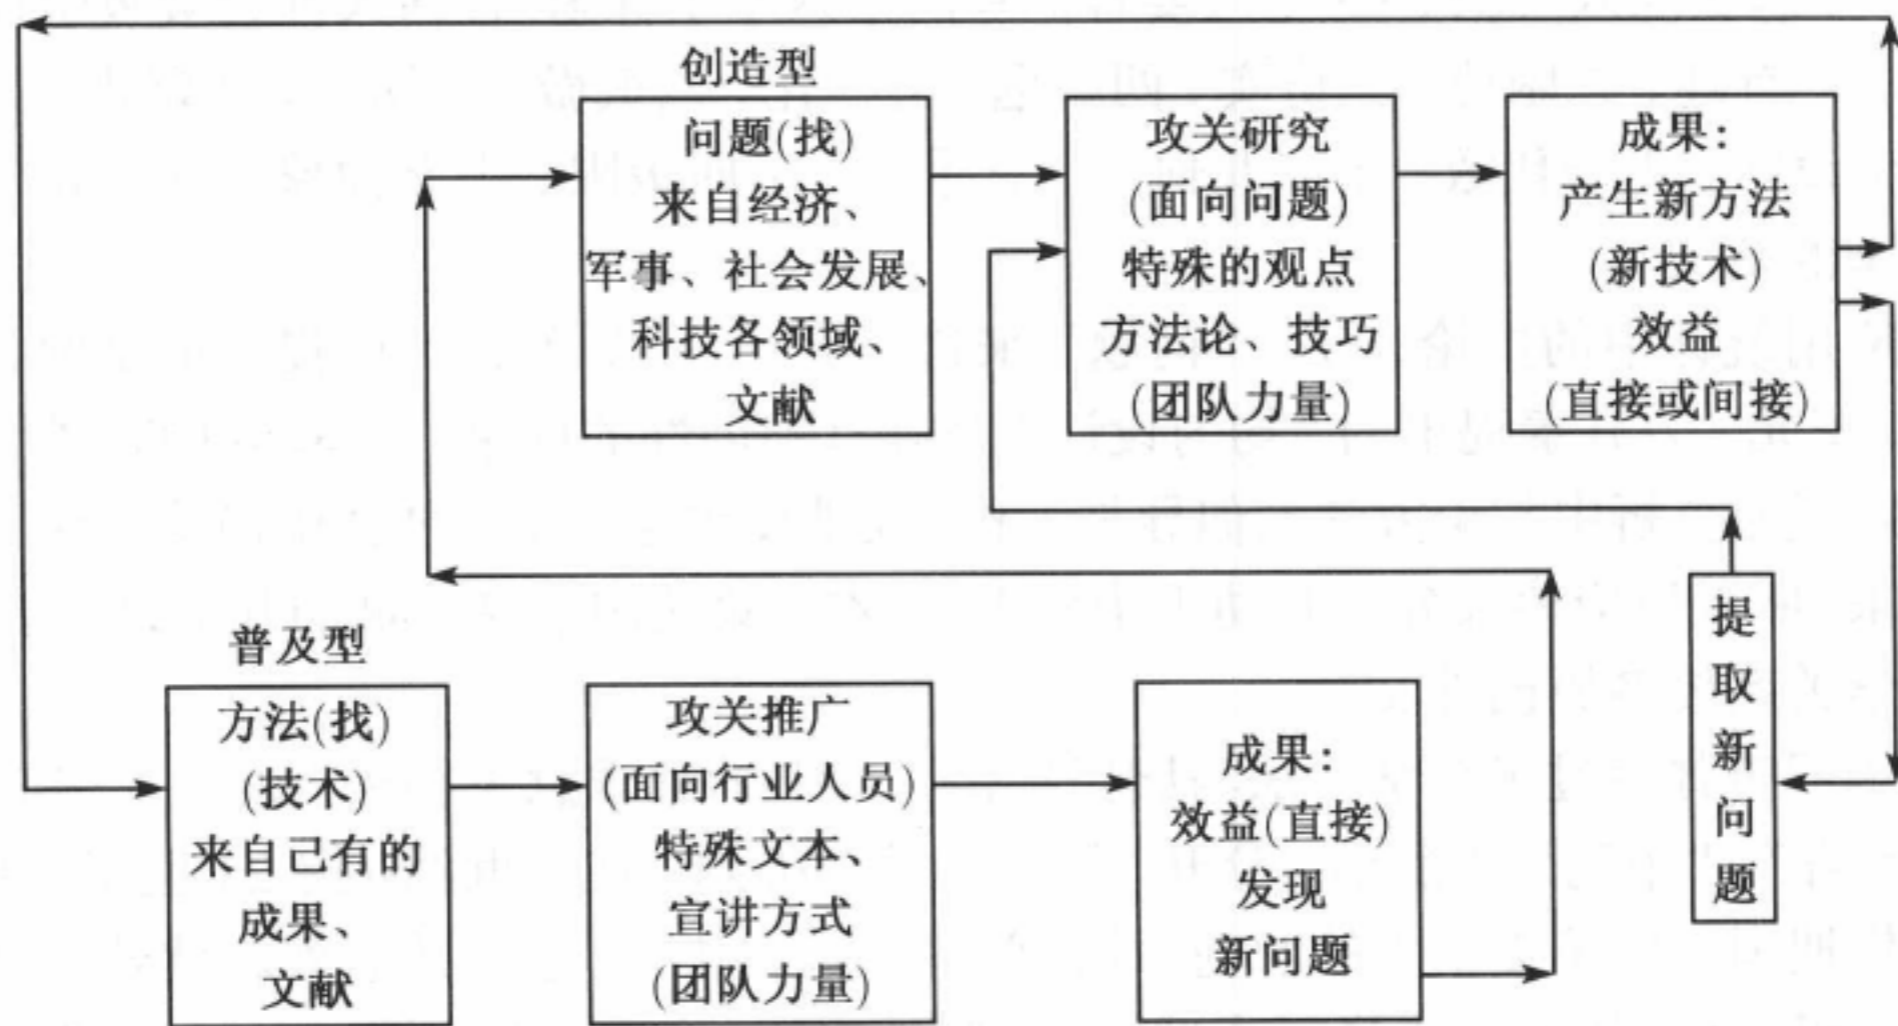 创造型
问题(找)
来自经济、
军事、社会发展、
科技各领域、
文献
攻关研究
(面向问题)
特殊的观点
方法论、技巧
(团队力量)
成果：
产生新方法
(新技术)
效益
(直接或间接)
普及型
方法(找)
(技术)
来自己有的
成果、
文献
攻关推广
(面向行业人员)
特殊文本、
宣讲方式
(团队力量)
成果：
效益(直接)
发现
新问题
提
取
新
问
题